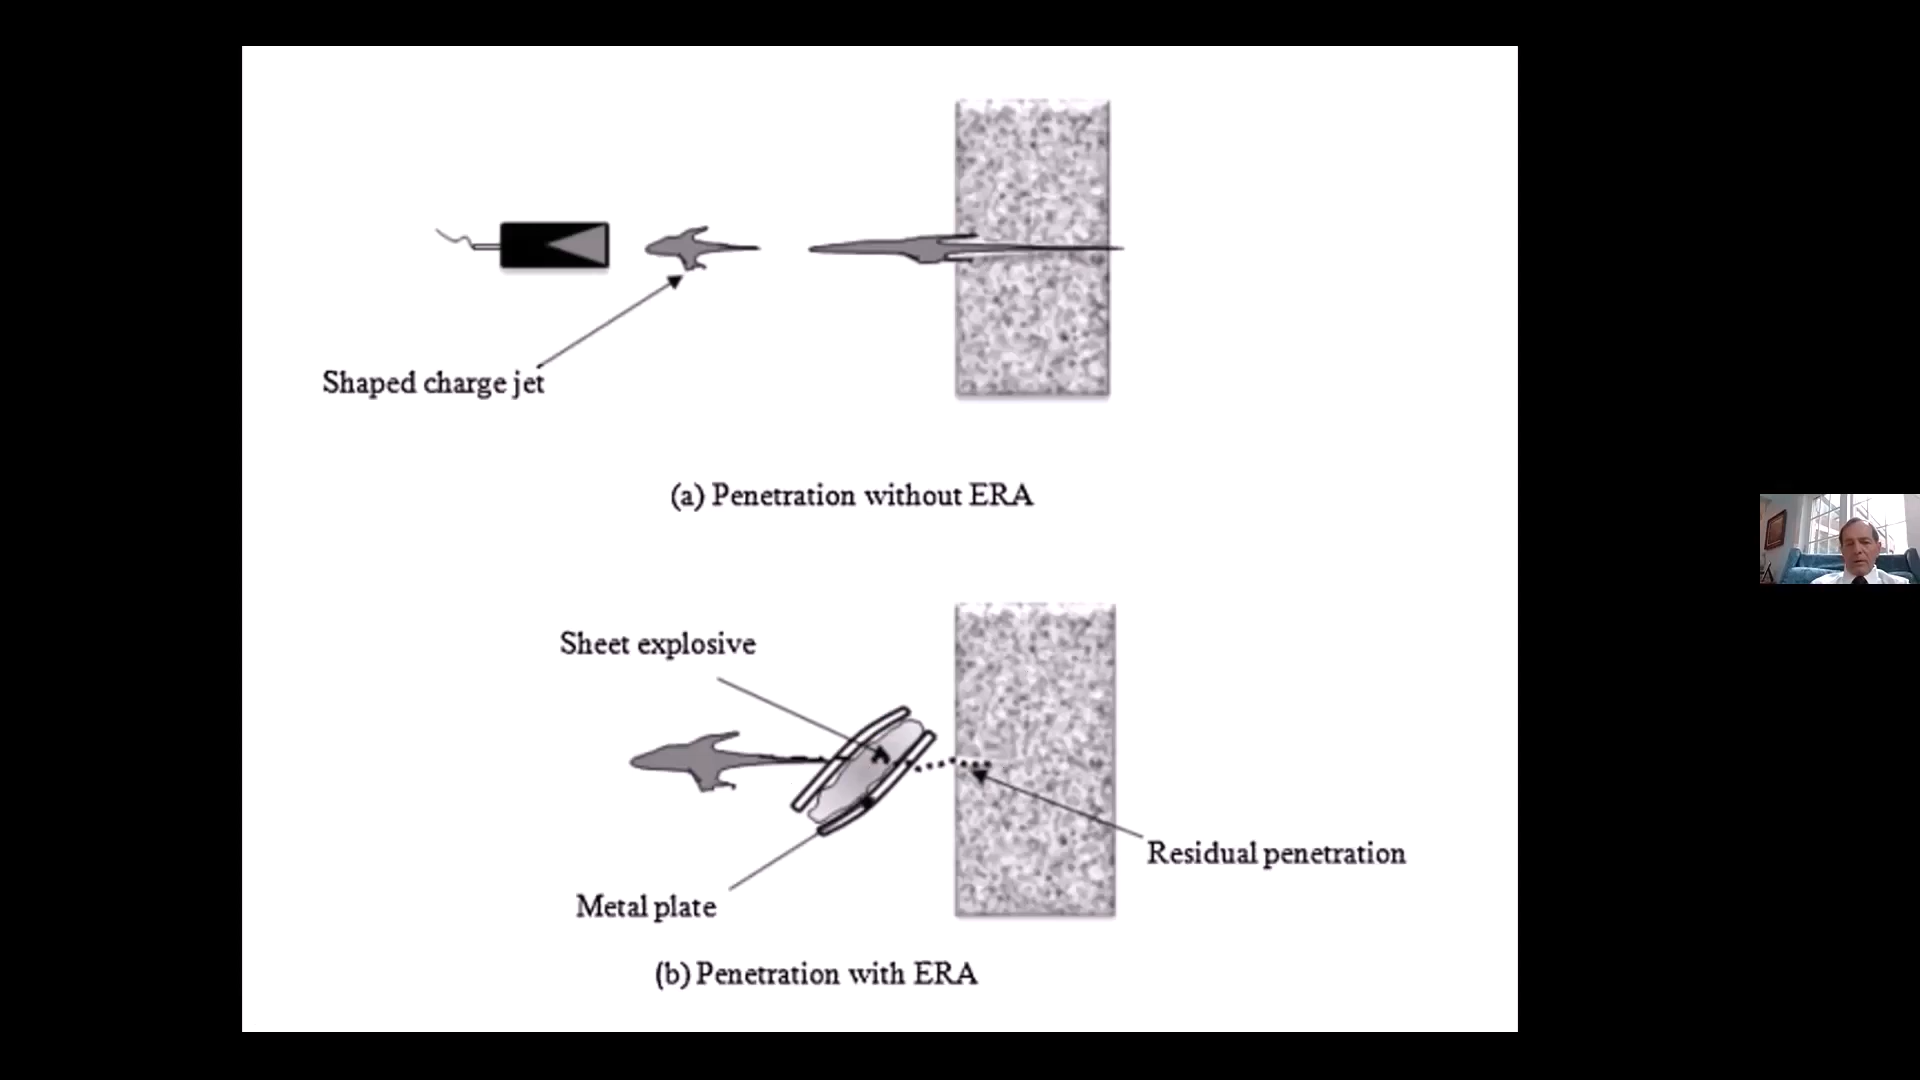 Shaped charge jet
(a) Penetration without ERA
Sheet explosive
Residual penetration
Metal plate
(b) Penetration with ERA